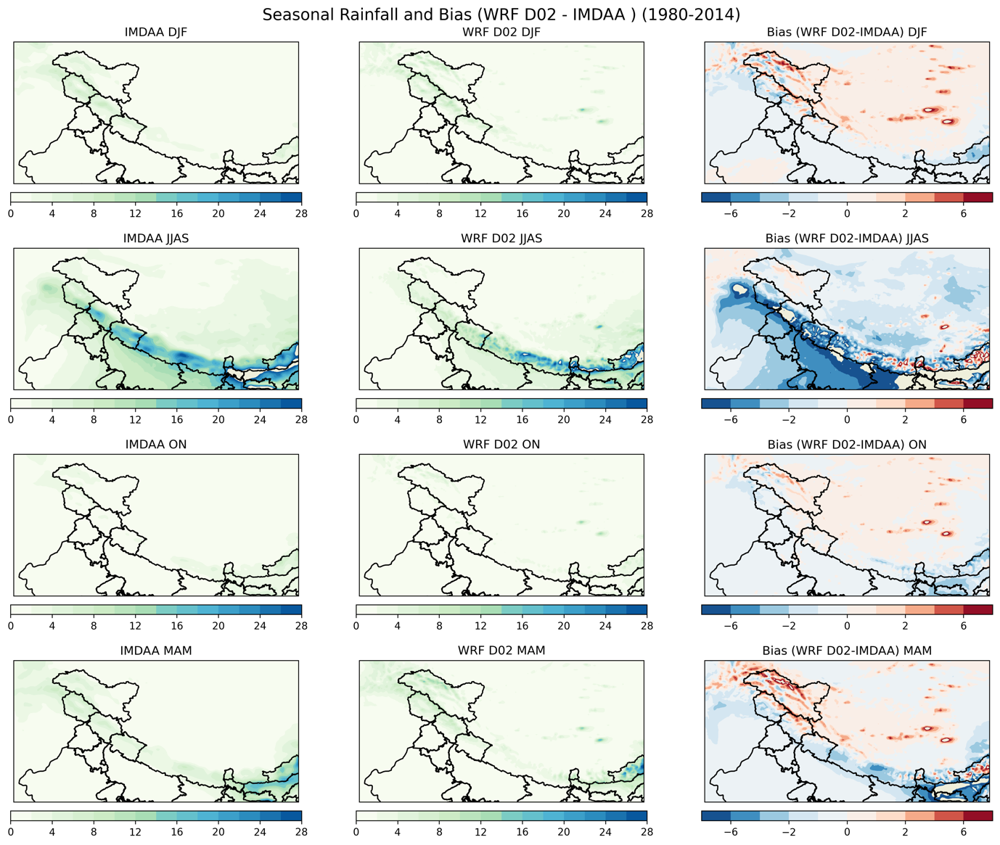 Seasonal Rainfall and Bias (WRF D02 - IMDAA ) (1980-2014)
IMDAA DJF
WRF D02 DJF
Bias (WRF D02-IMDAA) DJF
0 4 8 12 16 20 24 28
0 4 8 12 16 20 24 28
−6 −2 0 2 6
IMDAA JJAS
WRF D02 JJAS
Bias (WRF D02-IMDAA) JJAS
0 4 8 12 16 20 24 28
0 4 8 12 16 20 24 28
−6 −2 0 2 6
IMDAA ON
WRF D02 ON
Bias (WRF D02-IMDAA) ON
0 4 8 12 16 20 24 28
0 4 8 12 16 20 24 28
−6 −2 0 2 6
IMDAA MAM
WRF D02 MAM
Bias (WRF D02-IMDAA) MAM
0 4 8 12 16 20 24 28
0 4 8 12 16 20 24 28
−6 −2 0 2 6